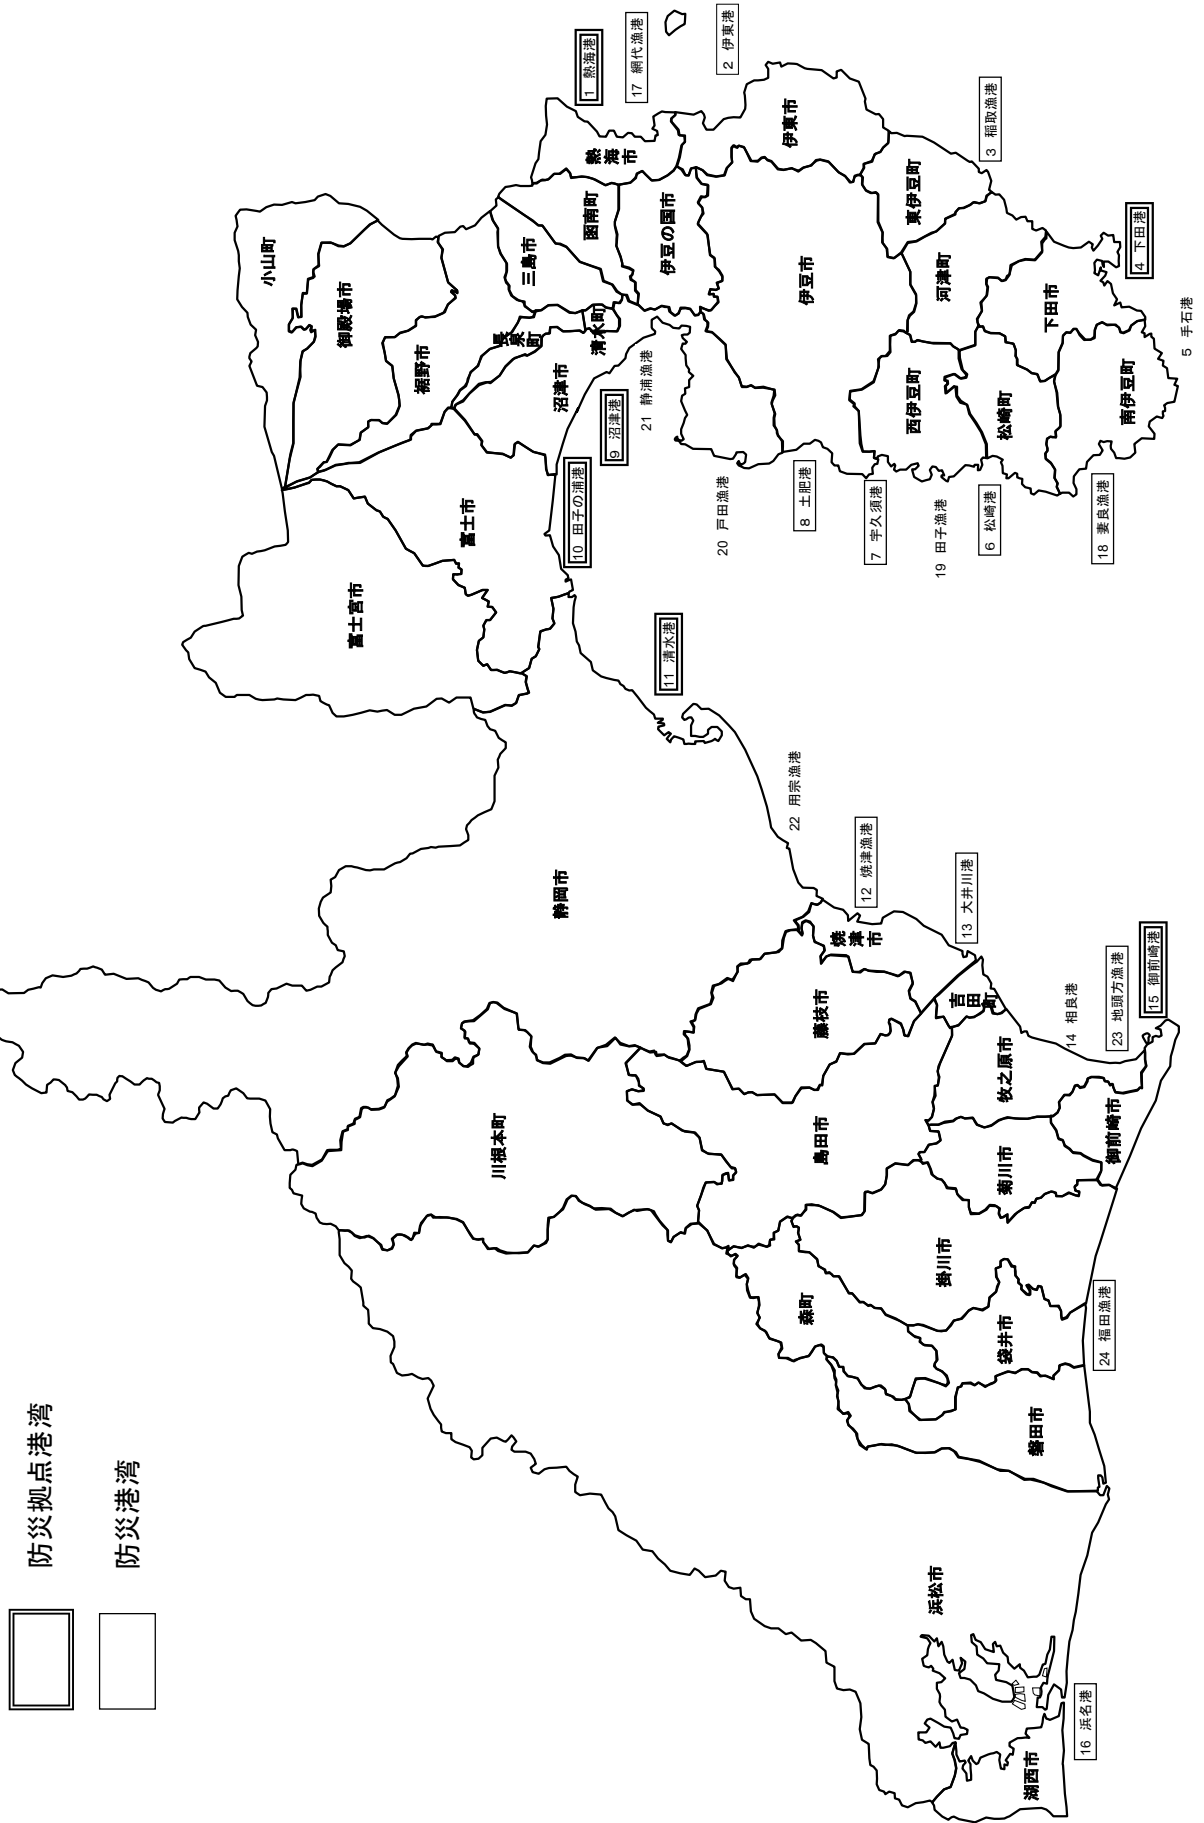 防災拠点港湾
防災港湾
1 熱海港
17 網代漁港
2 伊東港
3 稲取漁港
4 下田港
5 手石港
18 妻良漁港
6 松崎港
19 田子漁港
7 宇久須港
8 土肥港
20 戸田漁港
21 静浦漁港
9 沼津港
10 田子の浦港
11 清水港
22 用宗漁港
12 焼津漁港
13 大井川港
14 相良港
23 地頭方漁港
15 御前崎港
24 福田漁港
16 浜名港
小山町
御殿場市
裾野市
長泉町
三島市
函南町
熱海市
清水町
沼津市
伊豆の国市
伊東市
伊豆市
東伊豆町
河津町
西伊豆町
松崎町
下田市
南伊豆町
富士市
富士宮市
静岡市
焼津市
藤枝市
吉田町
牧之原市
島田市
川根本町
御前崎市
菊川市
掛川市
森町
袋井市
磐田市
浜松市
湖西市